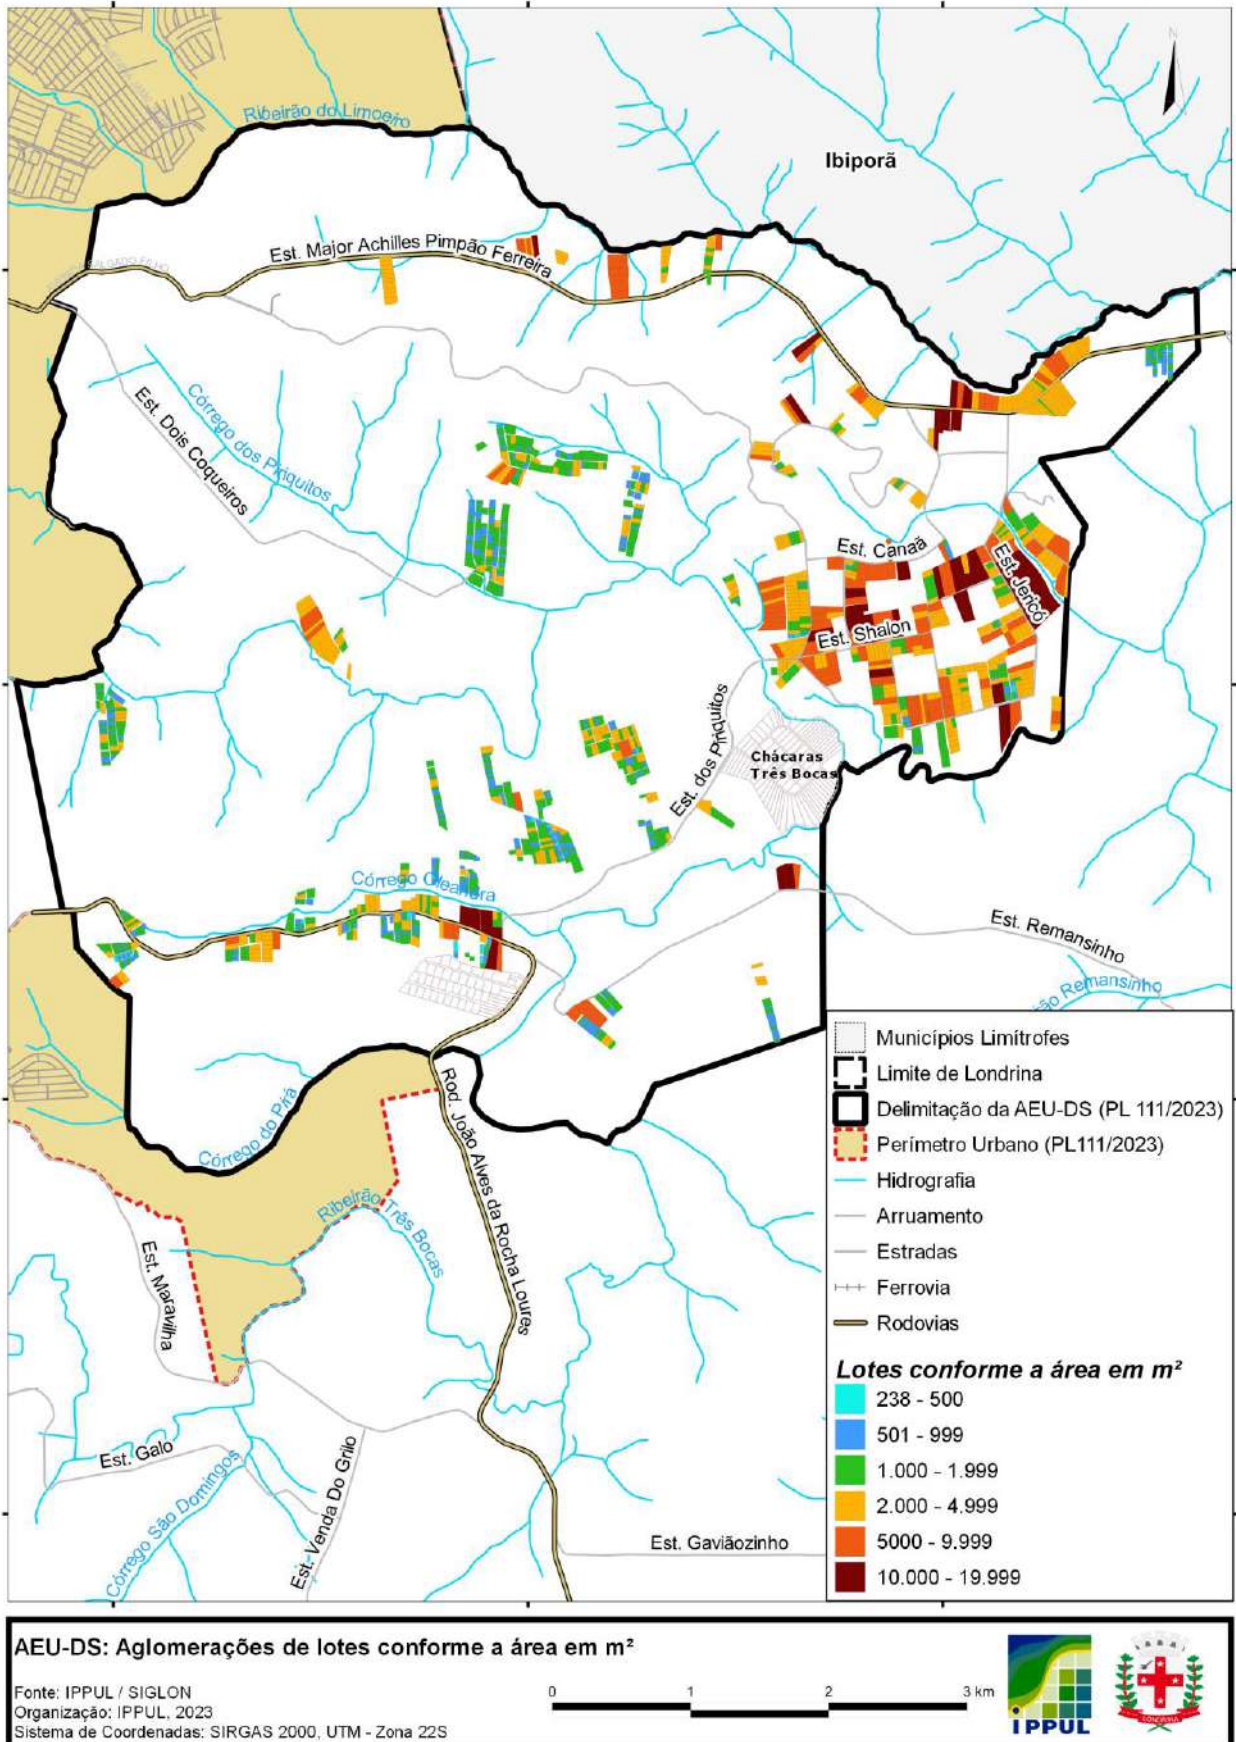 N
Ribeirão do Limoeiro
Ibiporã
Est. Major Achilles Pimpão Ferreira
Córrego dos Piriquitos
Est. Dois Coqueiros
Est. Canaã
Est. Jericó
Est. Shalon
Est. dos Piriquitos
Chácaras
Três Bocas
Córrego Oleandra
Est. Remansinho
Remansinho
Córrego do Pirá
Rod. João Alves da Rocha Loures
Ribeirão Três Bocas
Est. Maravilha
Est. Galo
Córrego São Domingos
Est. Venda Do Grilo
Est. Gaviãozinho
Municípios Limítrofes
Limite de Londrina
Delimitação da AEU-DS (PL 111/2023)
Perímetro Urbano (PL111/2023)
Hidrografia
Arruamento
Estradas
Ferrovia
Rodovias
Lotes conforme a área em m²
238 - 500
501 - 999
1.000 - 1.999
2.000 - 4.999
5000 - 9.999
10.000 - 19.999
AEU-DS: Aglomerações de lotes conforme a área em m²
Fonte: IPPUL / SIGLON
Organização: IPPUL, 2023
Sistema de Coordenadas: SIRGAS 2000, UTM - Zona 22S
0 1 2 3 km
IPPUL
LONDRINA